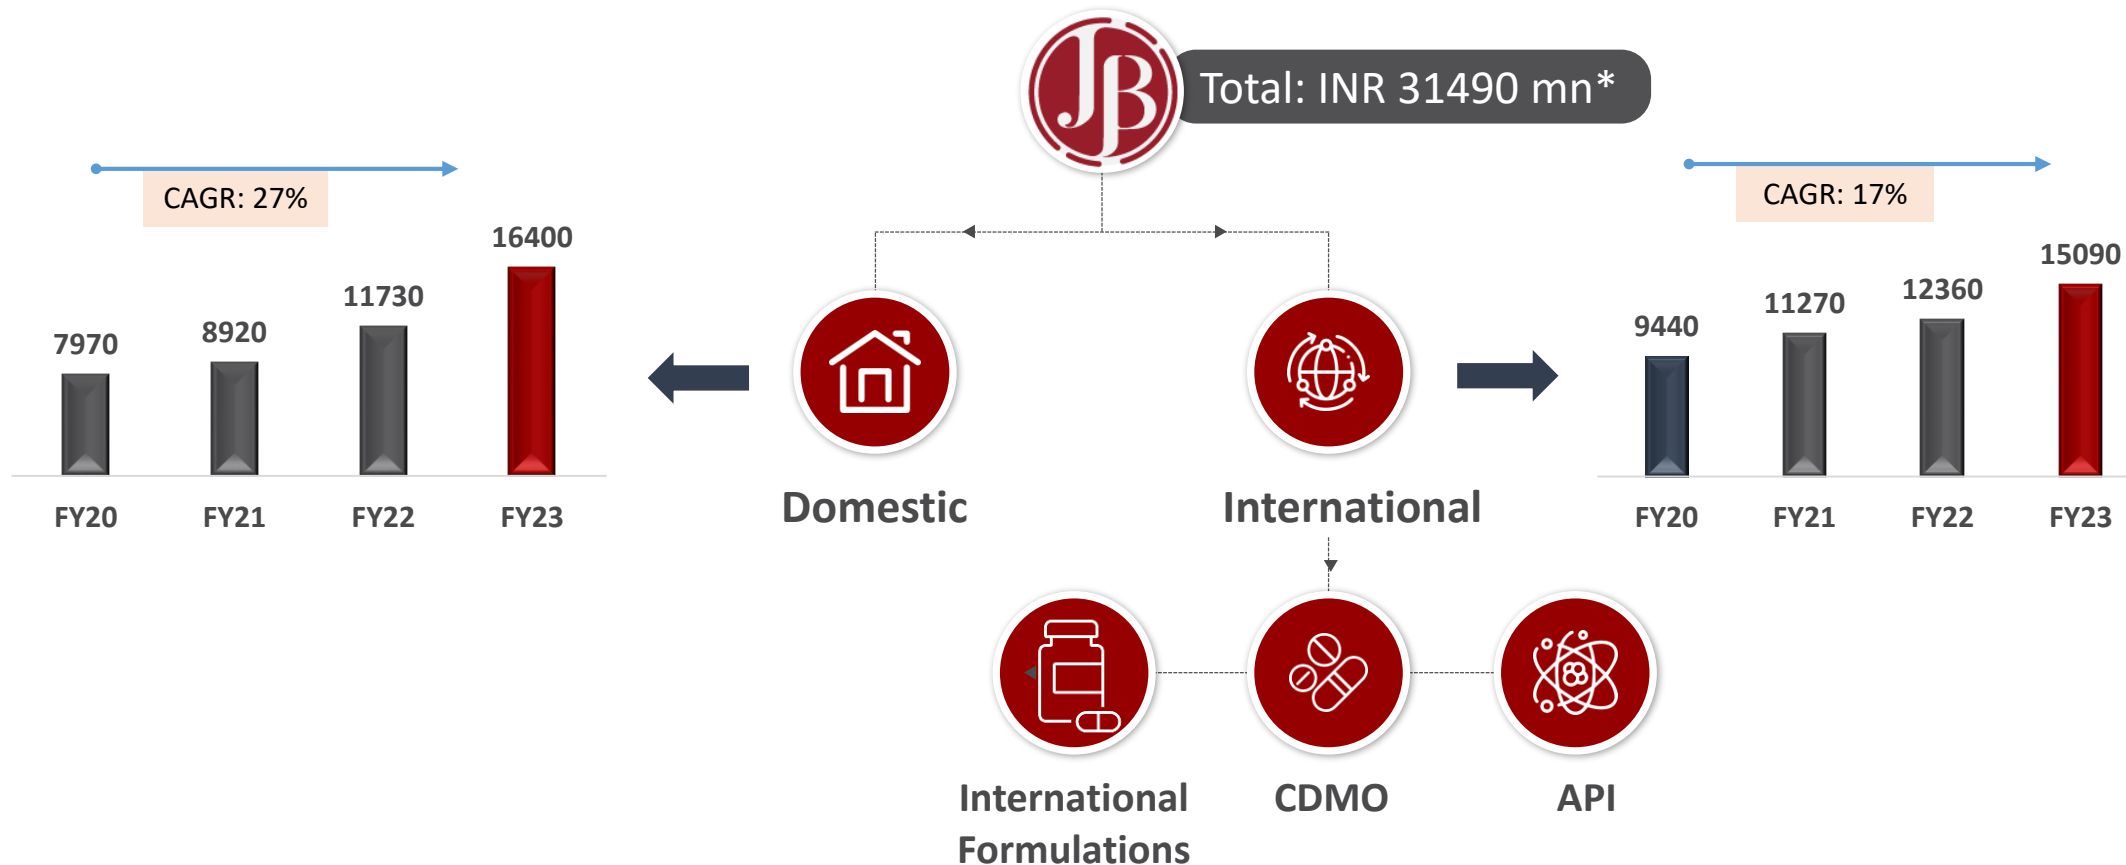 JB
Total: INR 31490 mn*
CAGR: 27%
7970
8920
11730
16400
FY20
FY21
FY22
FY23
Domestic
International
CAGR: 17%
9440
11270
12360
15090
FY20
FY21
FY22
FY23
International
Formulations
CDMO
API